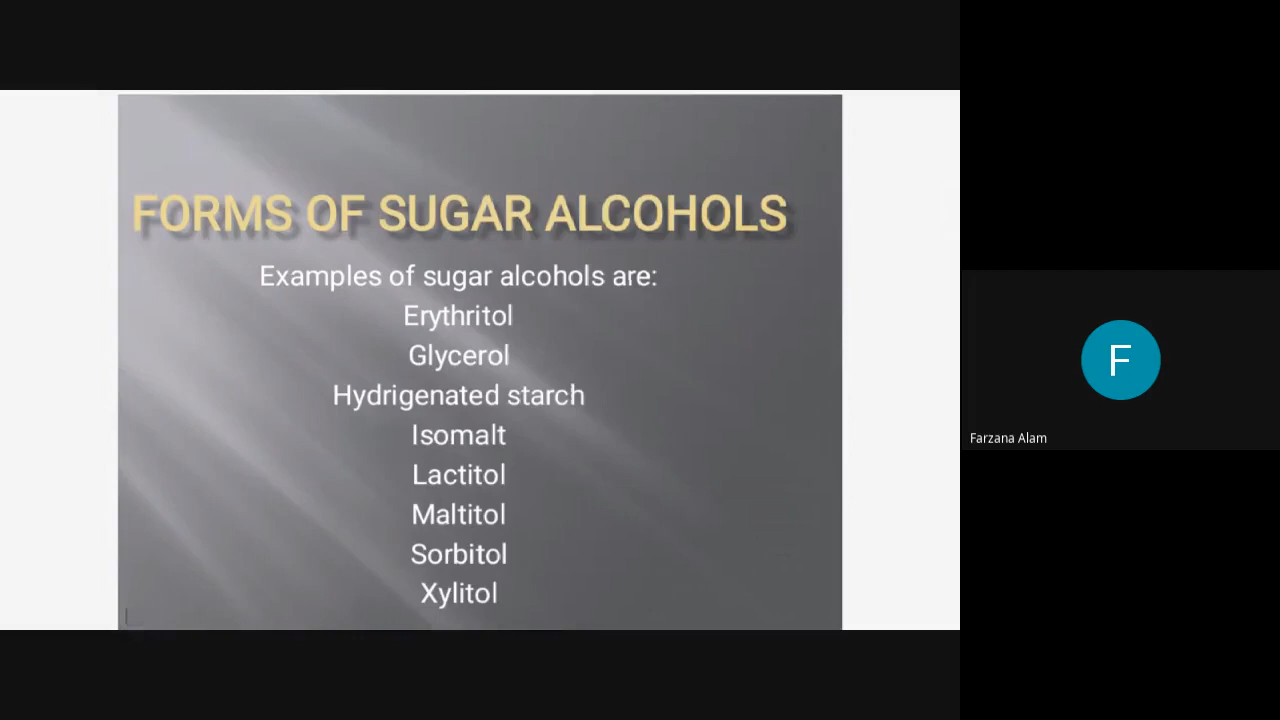 FORMS OF SUGAR ALCOHOLS
Examples of sugar alcohols are:
Erythritol
Glycerol
Hydrigenated starch
Isomalt
Lactitol
Maltitol
Sorbitol
Xylitol
F
Farzana Alam